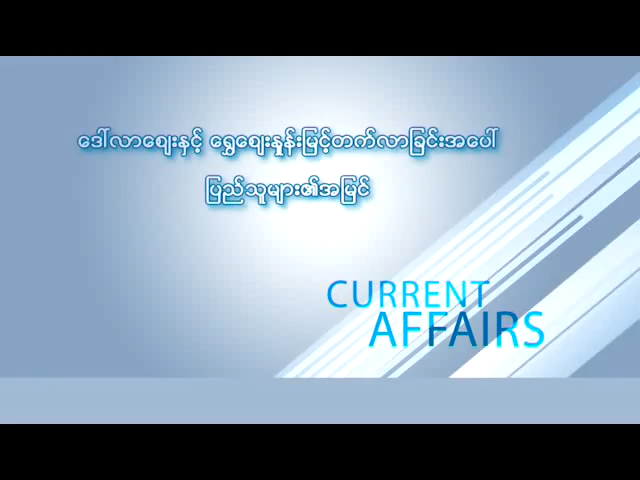 ဒေါ်လာဈေးနှင့် ရွှေဈေးနှုန်းမြင့်တက်လာခြင်းအပေါ်
ပြည်သူများ၏အမြင်
CURRENT
AFFAIRS